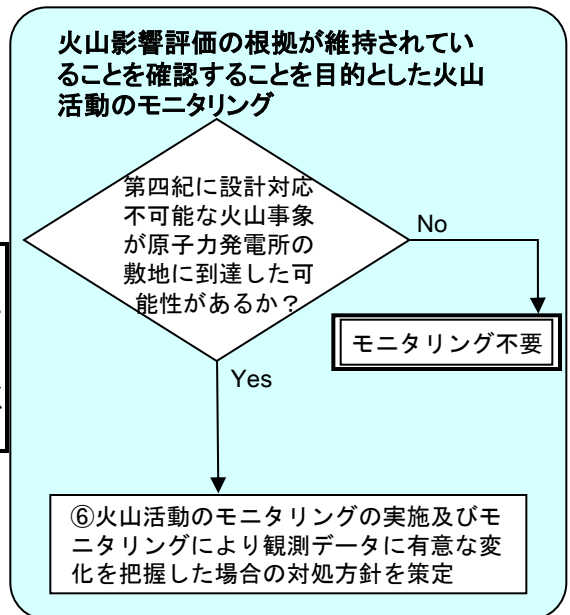 火山影響評価の根拠が維持されてい
ることを確認することを目的とした火山
活動のモニタリング
第四紀に設計対応
不可能な火山事象
が原子力発電所の
敷地に到達した可
能性があるか？
No
モニタリング不要
Yes
⑥火山活動のモニタリングの実施及びモ
ニタリングにより観測データに有意な変
化を把握した場合の対処方針を策定